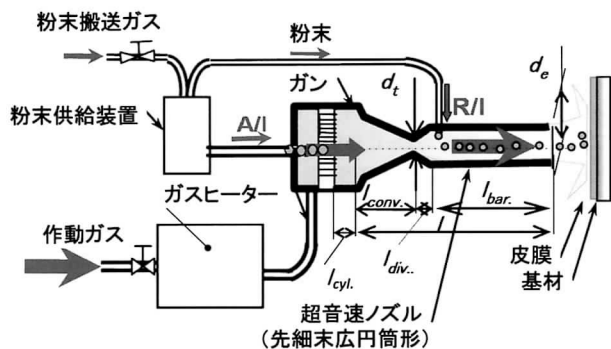 粉末搬送ガス
粉末
ガン
d_t
d_e
R/I
粉末供給装置
A/I
ガスヒーター
作動ガス
l_conv.
l_bar.
l
l_cyl.
l_div..
皮膜
基材
超音速ノズル
(先細末広円筒形)